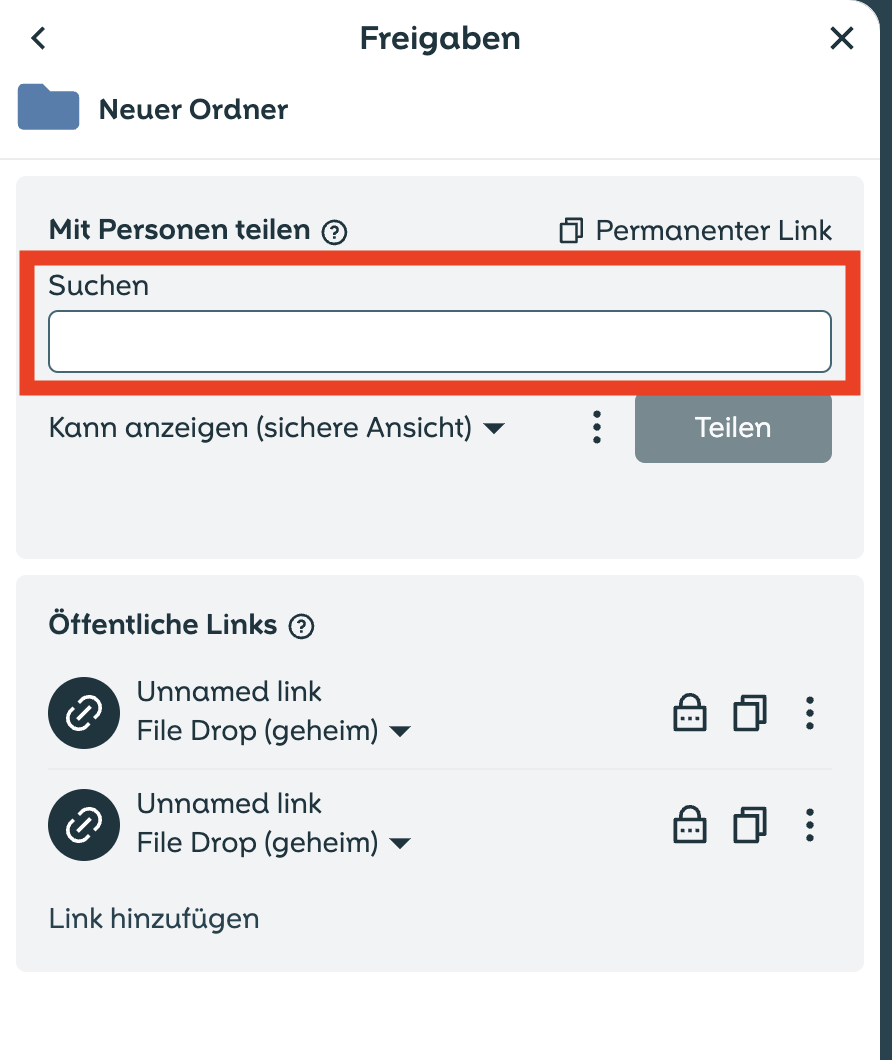 Freigaben
Neuer Ordner
Mit Personen teilen
Permanenter Link
Suchen
Kann anzeigen (sichere Ansicht)
Teilen
Öffentliche Links
Unnamed link
File Drop (geheim)
Unnamed link
File Drop (geheim)
Link hinzufügen